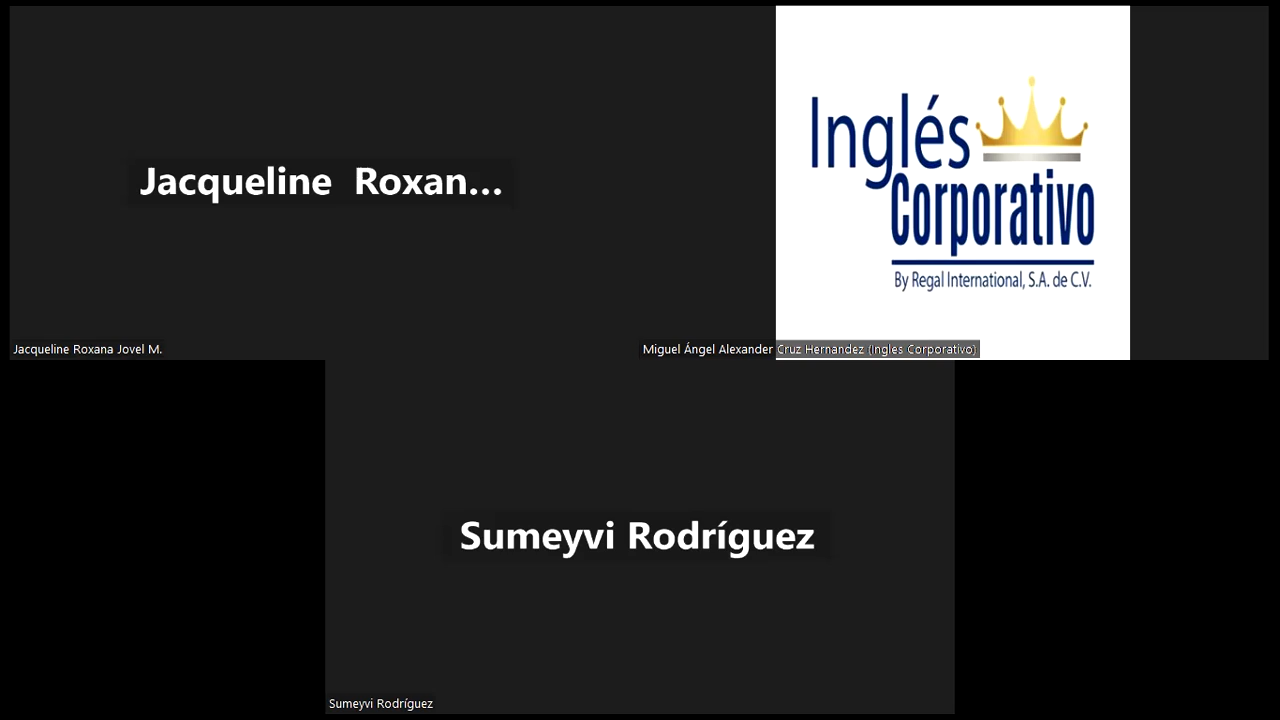 Jacqueline Roxan...
Inglés
Corporativo
By Regal International, S.A. de C.V.
Jacqueline Roxana Jovel M.
Miguel Ángel Alexander Cruz Hernandez (Ingles Corporativo)
Sumeyvi Rodríguez
Sumeyvi Rodríguez